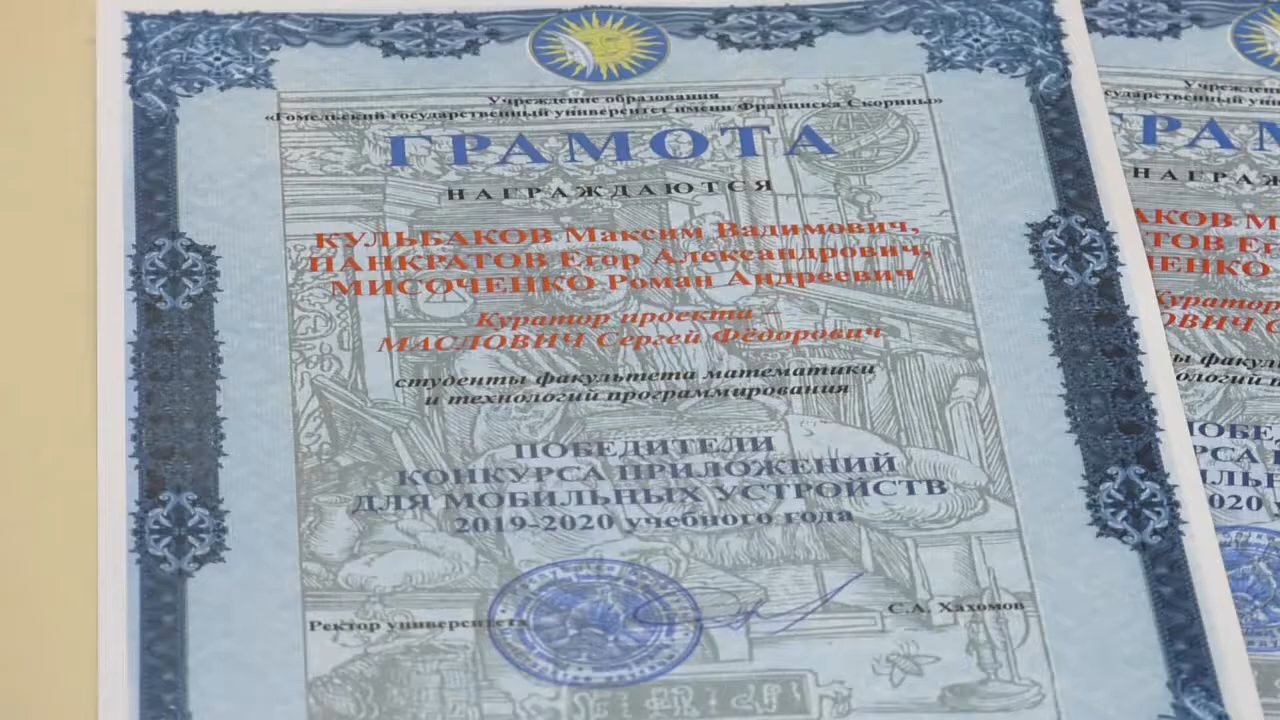 Учреждение образования
«Гомельский государственный университет имени Франциска Скорины»
ГРАМОТА
НАГРАЖДАЮТСЯ
КУЛЬБАКОВ Максим Вадимович,
ПАНКРАТОВ Егор Александрович,
МИСОЧЕНКО Роман Андреевич
Куратор проекта –
МАСЛОВИЧ Сергей Фёдорович
студенты факультета математики
и технологий программирования
ПОБЕДИТЕЛИ
КОНКУРСА ПРИЛОЖЕНИЙ
ДЛЯ МОБИЛЬНЫХ УСТРОЙСТВ
2019-2020 учебного года
Ректор университета
С.А. Хахомов